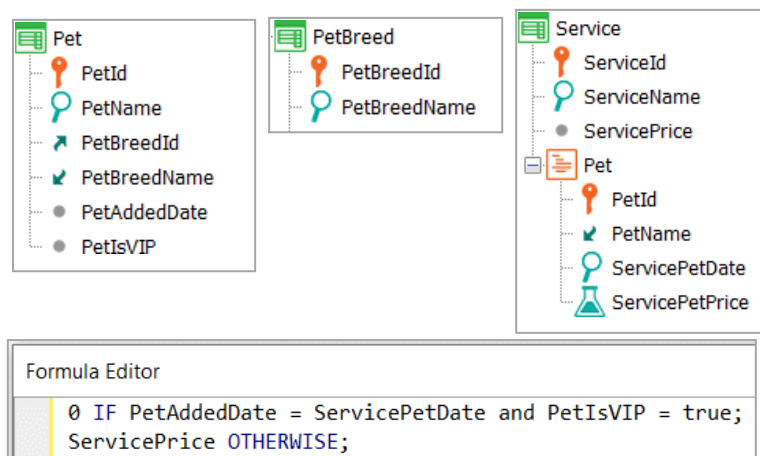 Pet
PetId
PetName
PetBreedId
PetBreedName
PetAddedDate
PetIsVIP
PetBreed
PetBreedId
PetBreedName
Service
ServiceId
ServiceName
ServicePrice
Pet
PetId
PetName
ServicePetDate
ServicePetPrice
Formula Editor
0 IF PetAddedDate = ServicePetDate and PetIsVIP = true;
ServicePrice OTHERWISE;